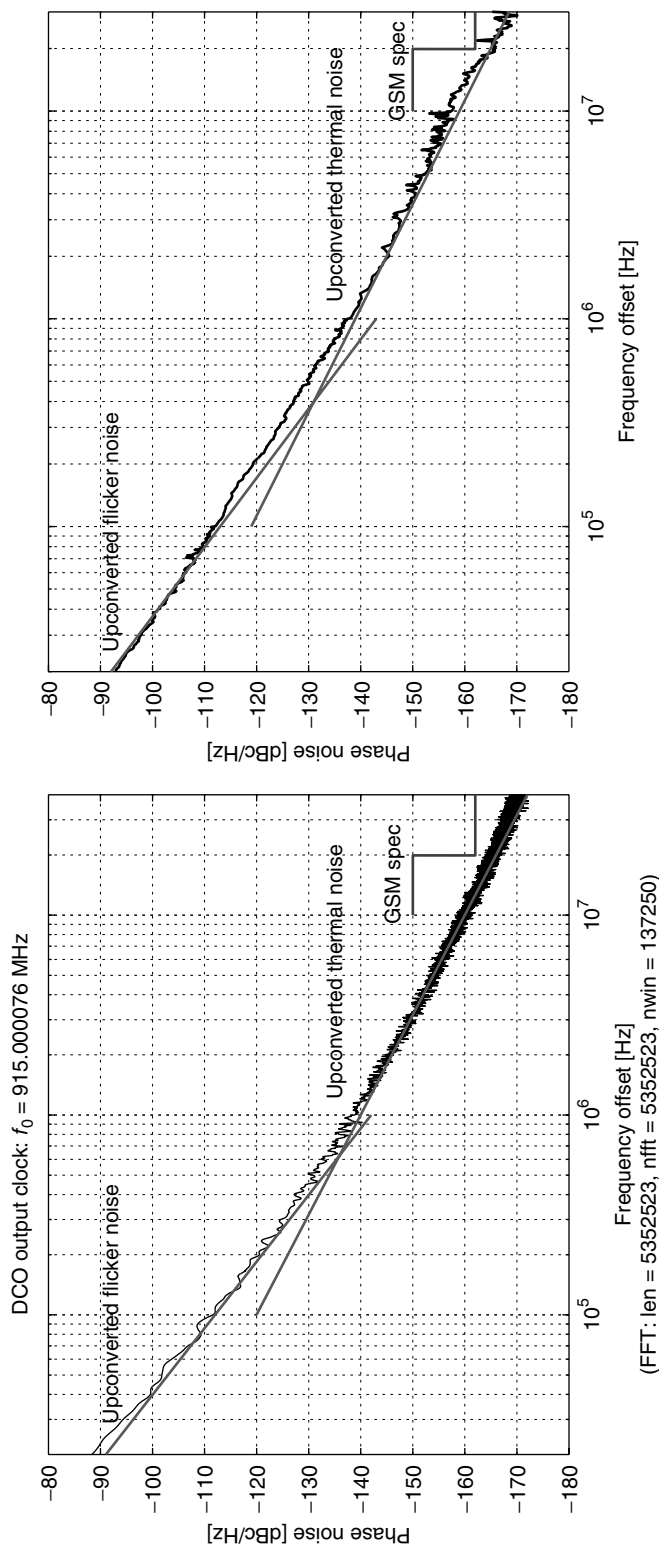 DCO output clock: f0 = 915.000076 MHz
Phase noise [dBc/Hz]
−80
−90
−100
−110
−120
−130
−140
−150
−160
−170
−180
Upconverted flicker noise
Upconverted thermal noise
GSM spec
10^5
10^6
10^7
Frequency offset [Hz]
(FFT: len = 5352523, nfft = 5352523, nwin = 137250)
Phase noise [dBc/Hz]
−80
−90
−100
−110
−120
−130
−140
−150
−160
−170
−180
Upconverted flicker noise
Upconverted thermal noise
GSM spec
10^5
10^6
10^7
Frequency offset [Hz]